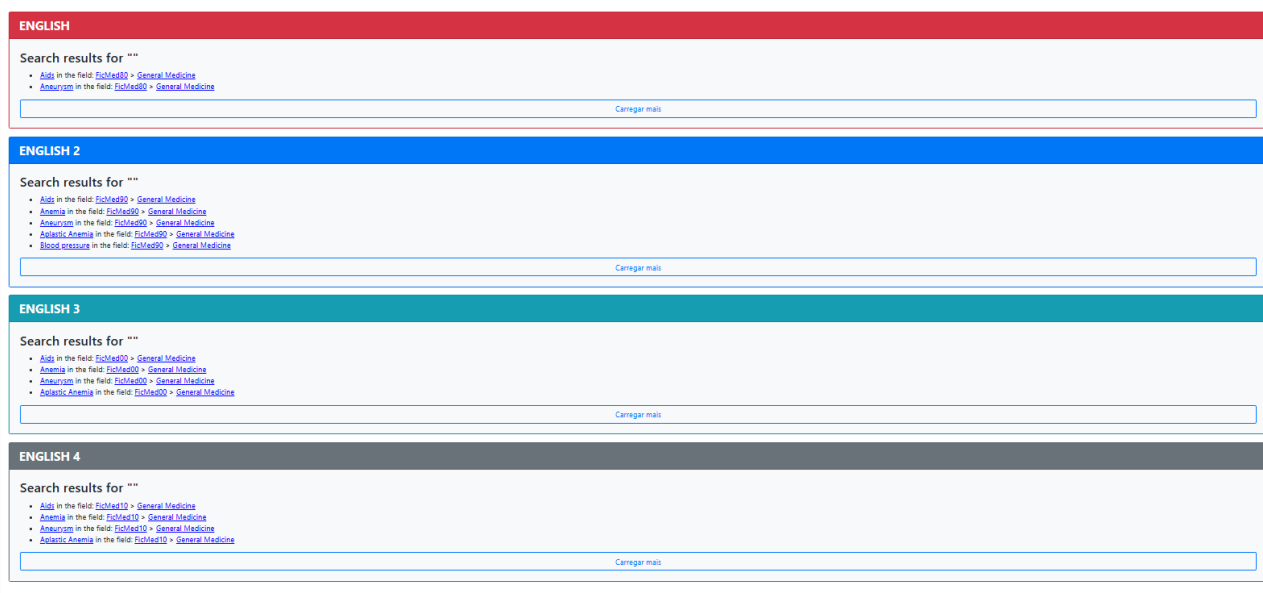 ENGLISH
Search results for ""
Aids in the field: FicMed80 > General Medicine
Aneurysm in the field: FicMed80 > General Medicine
Carregar mais
ENGLISH 2
Search results for ""
Aids in the field: FicMed90 > General Medicine
Anemia in the field: FicMed90 > General Medicine
Aneurysm in the field: FicMed90 > General Medicine
Aplastic Anemia in the field: FicMed90 > General Medicine
Blood pressure in the field: FicMed90 > General Medicine
Carregar mais
ENGLISH 3
Search results for ""
Aids in the field: FicMed00 > General Medicine
Anemia in the field: FicMed00 > General Medicine
Aneurysm in the field: FicMed00 > General Medicine
Aplastic Anemia in the field: FicMed00 > General Medicine
Carregar mais
ENGLISH 4
Search results for ""
Aids in the field: FicMed10 > General Medicine
Anemia in the field: FicMed10 > General Medicine
Aneurysm in the field: FicMed10 > General Medicine
Aplastic Anemia in the field: FicMed10 > General Medicine
Carregar mais